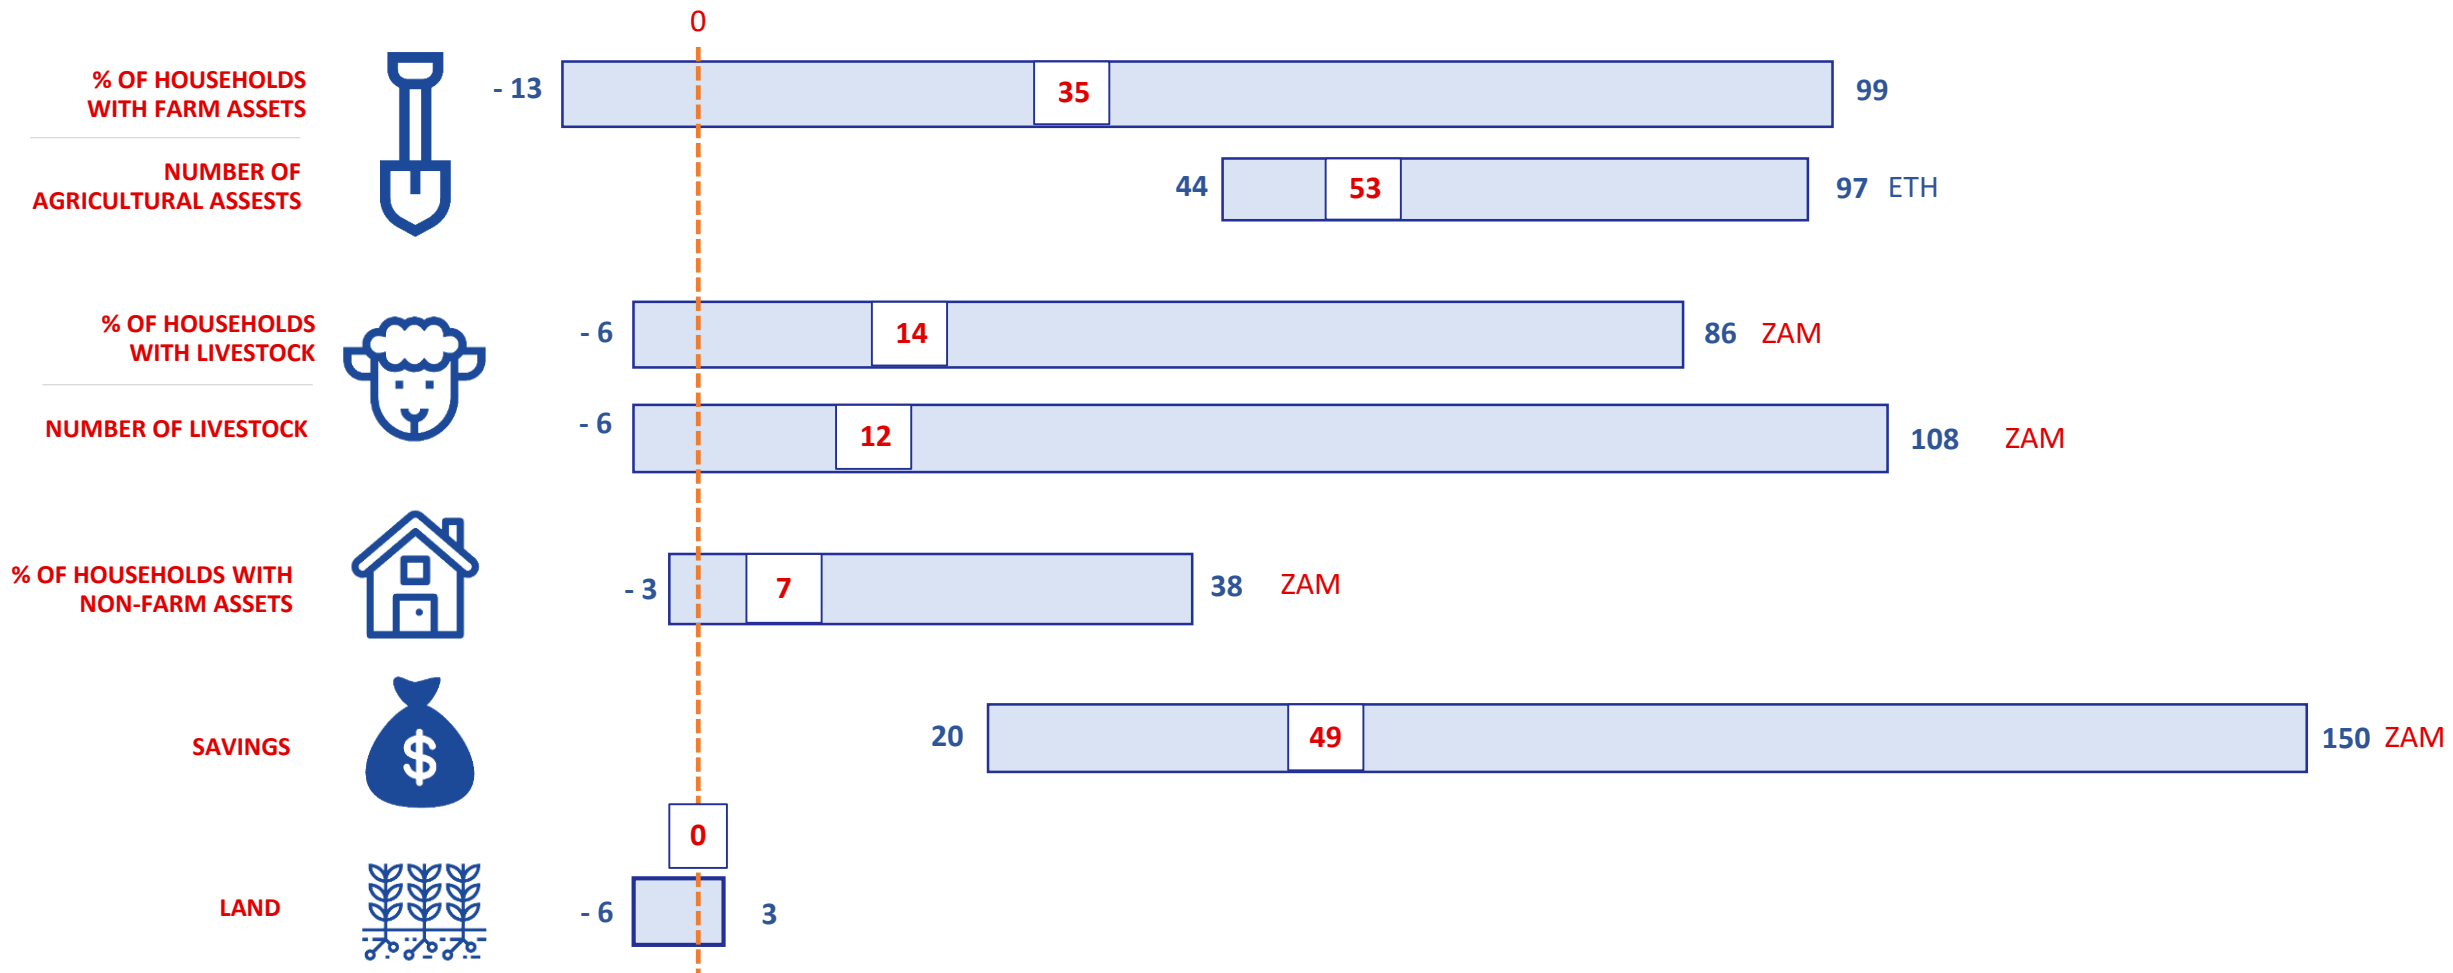 0
% OF HOUSEHOLDS
WITH FARM ASSETS
- 13
35
99
NUMBER OF
AGRICULTURAL ASSESTS
44
53
97 ETH
% OF HOUSEHOLDS
WITH LIVESTOCK
- 6
14
86 ZAM
NUMBER OF LIVESTOCK
- 6
12
108 ZAM
% OF HOUSEHOLDS WITH
NON-FARM ASSETS
- 3
7
38 ZAM
SAVINGS
$
20
49
150 ZAM
0
LAND
- 6
3